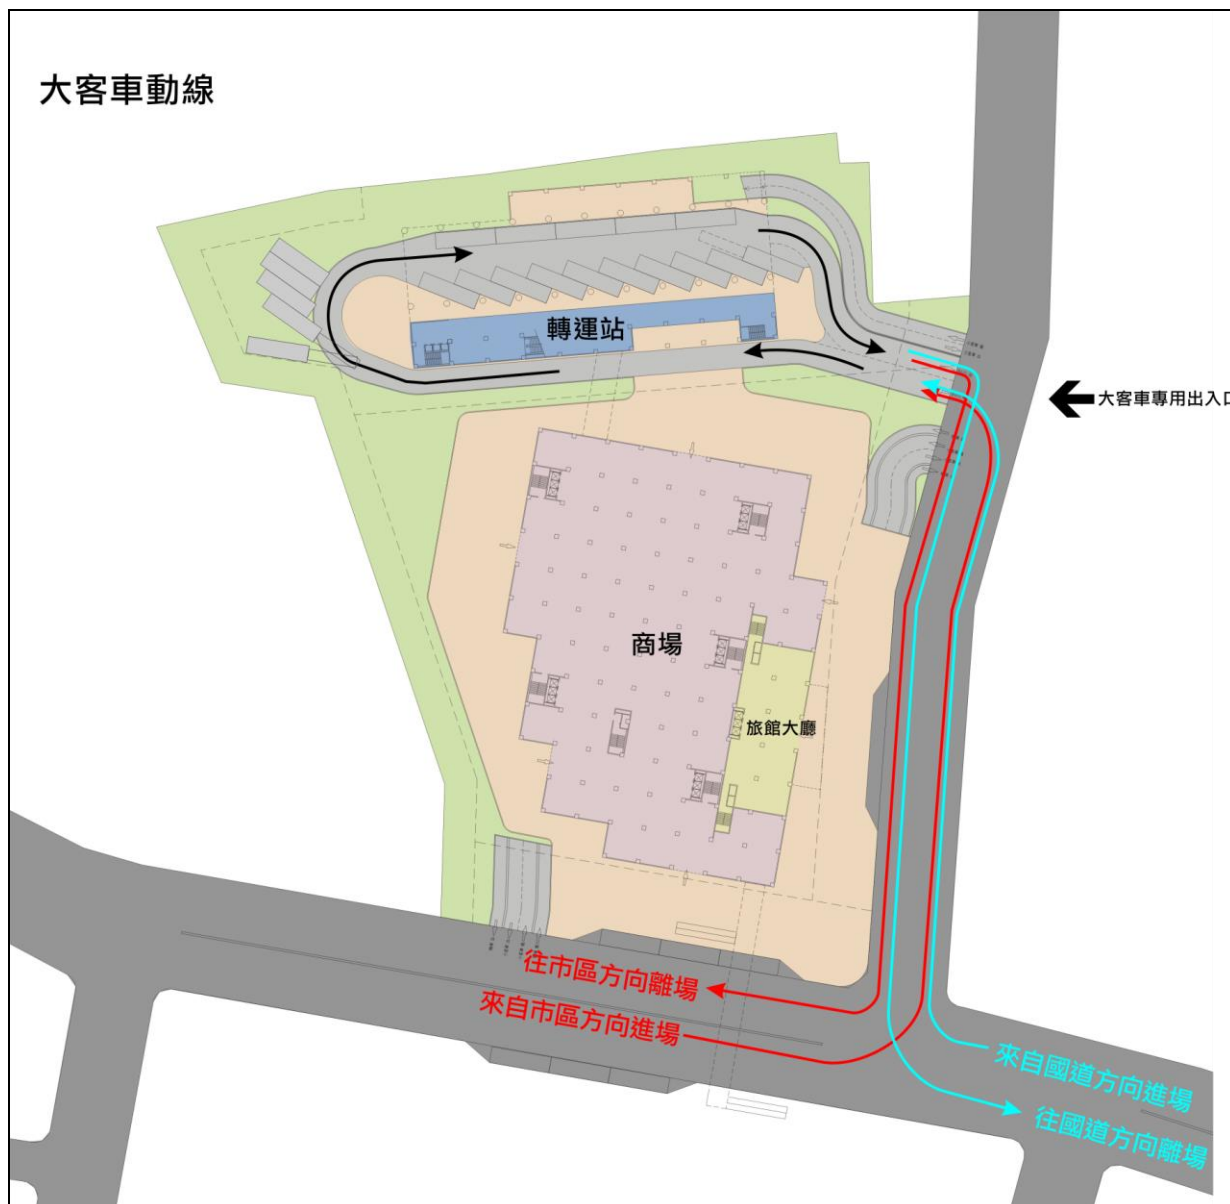 大客車動線
轉運站
大客車專用出入口
商場
旅館大廳
往市區方向離場
來自市區方向進場
來自國道方向進場
往國道方向離場